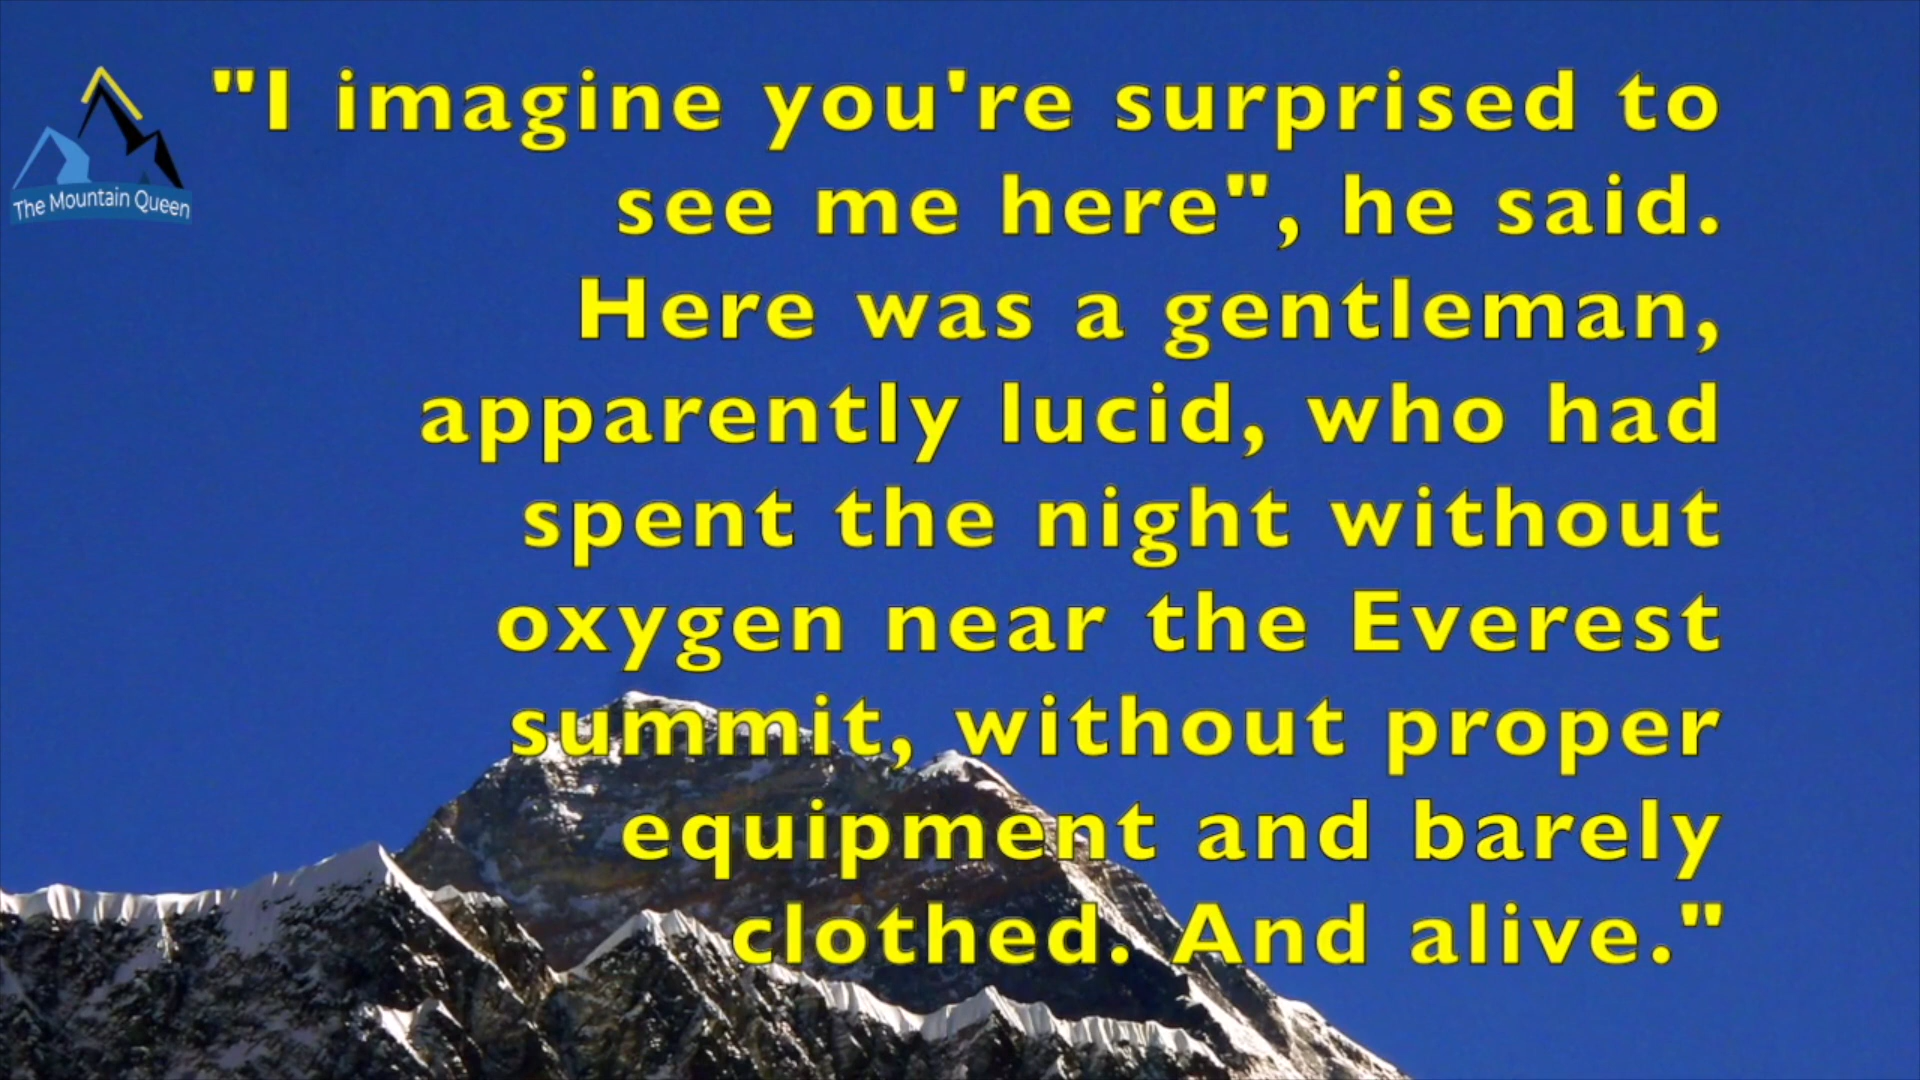 The Mountain Queen
"I imagine you're surprised to
see me here", he said.
Here was a gentleman,
apparently lucid, who had
spent the night without
oxygen near the Everest
summit, without proper
equipment and barely
clothed. And alive."